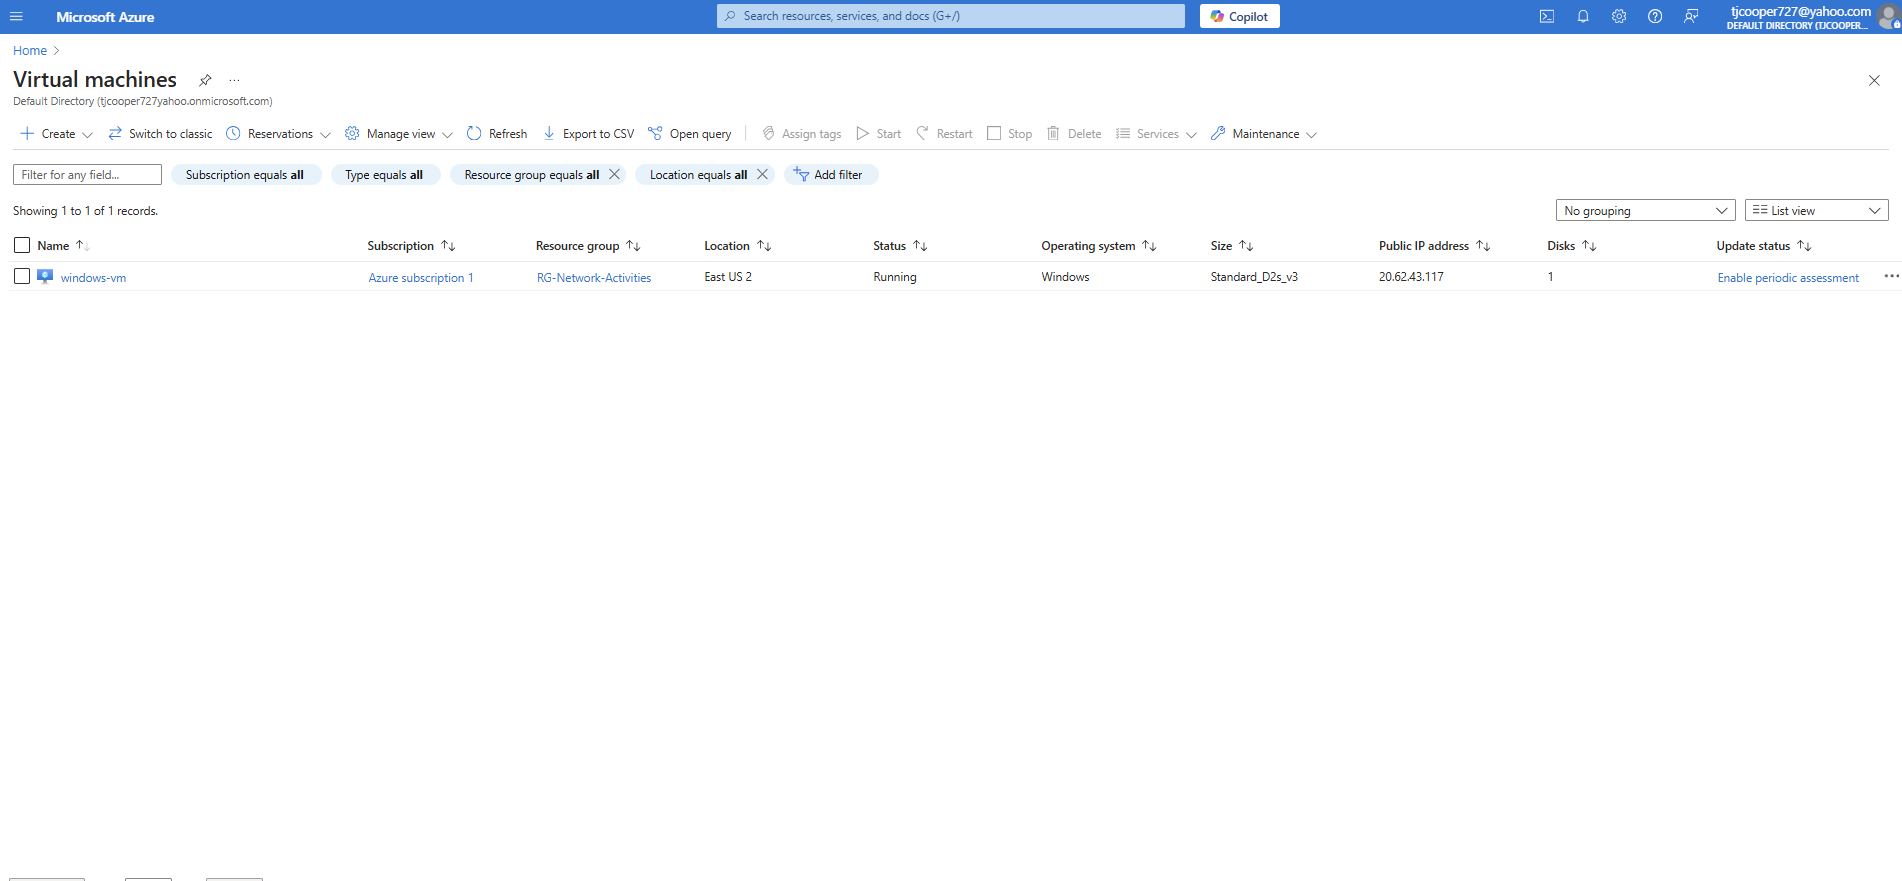 Microsoft Azure
Search resources, services, and docs (G+/)
Copilot
tjcooper727@yahoo.com
DEFAULT DIRECTORY (TJCOOPER...
Home >
Virtual machines ...
Default Directory (tjcooper727yahoo.onmicrosoft.com)
Create Switch to classic Reservations Manage view Refresh Export to CSV Open query Assign tags Start Restart Stop Delete Services Maintenance
Filter for any field... Subscription equals all Type equals all Resource group equals all Location equals all Add filter
Showing 1 to 1 of 1 records. No grouping List view
Name Subscription Resource group Location Status Operating system Size Public IP address Disks Update status
windows-vm Azure subscription 1 RG-Network-Activities East US 2 Running Windows Standard_D2s_v3 20.62.43.117 1 Enable periodic assessment ...